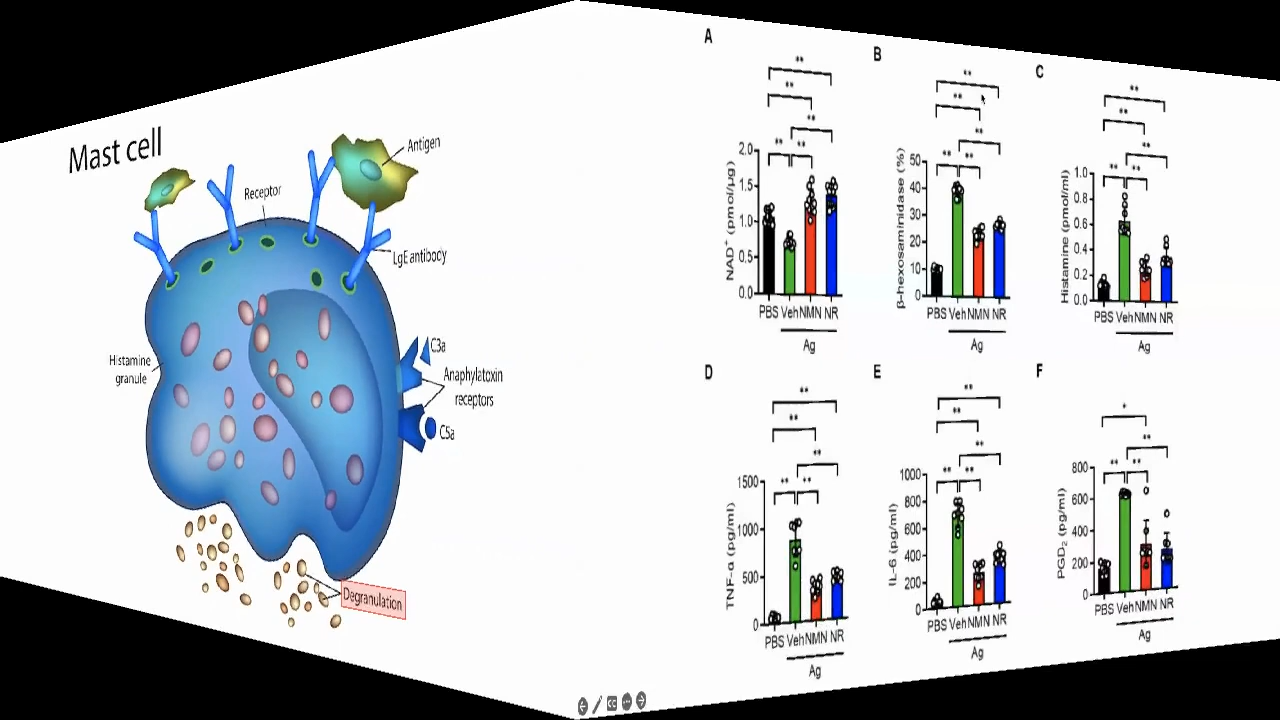 Mast cell
Antigen
Receptor
LgE antibody
Histamine
granule
C3a
Anaphylatoxin
receptors
C5a
Degranulation
A
**
**
**
** **
NAD⁺ (pmol/µg)
2.0
1.5
1.0
0.5
0.0
PBS Veh NMN NR
Ag
B
**
**
**
** **
β-hexosaminidase (%)
50
40
30
20
10
0
PBS Veh NMN NR
Ag
C
**
**
**
** **
Histamine (pmol/ml)
1.0
0.8
0.6
0.4
0.2
0.0
PBS Veh NMN NR
Ag
D
**
**
**
** **
TNF-α (pg/ml)
1500
1000
500
0
PBS Veh NMN NR
Ag
E
**
**
**
** **
IL-6 (pg/ml)
1000
800
600
400
200
0
PBS Veh NMN NR
Ag
F
*
**
** **
PGD₂ (pg/ml)
800
600
400
200
0
PBS Veh NMN NR
Ag